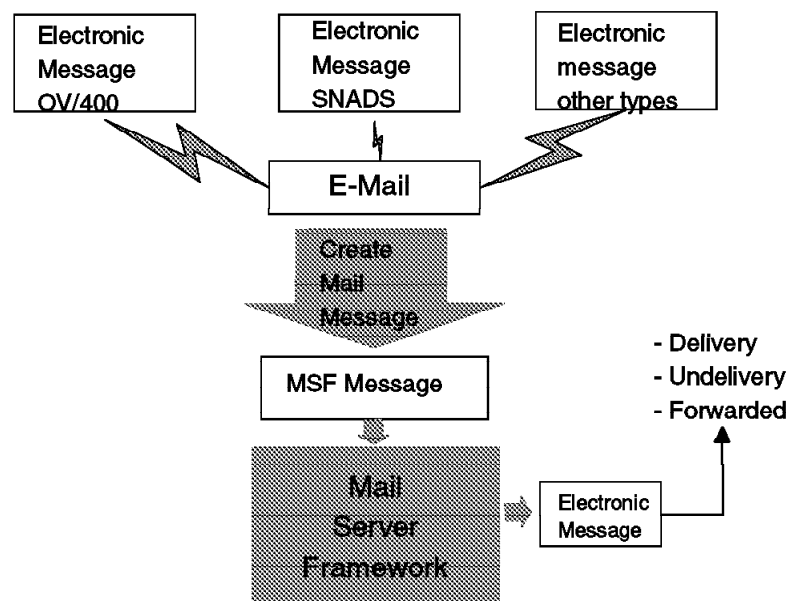 Electronic
Message
OV/400
Electronic
Message
SNADS
Electronic
message
other types
E-Mail
Create
Mail
Message
MSF Message
- Delivery
- Undelivery
- Forwarded
Mail
Server
Framework
Electronic
Message